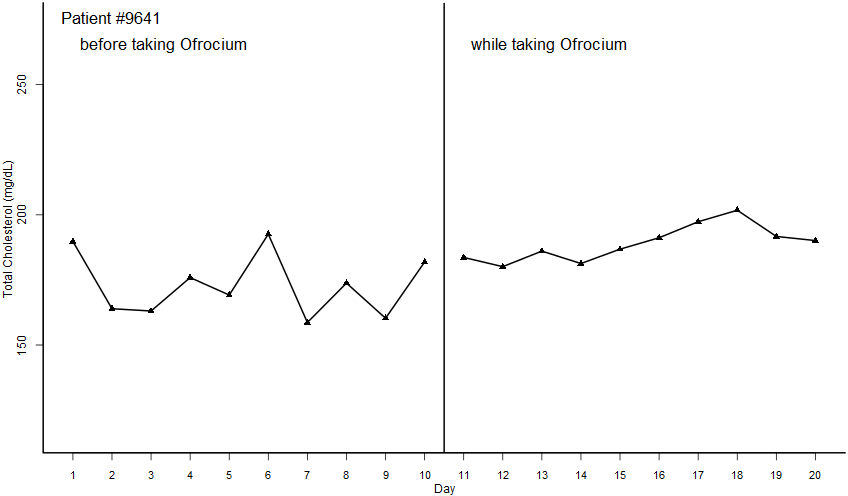 Patient #9641
before taking Ofrocium
while taking Ofrocium
250
200
150
Total Cholesterol (mg/dL)
1 2 3 4 5 6 7 8 9 10 11 12 13 14 15 16 17 18 19 20
Day